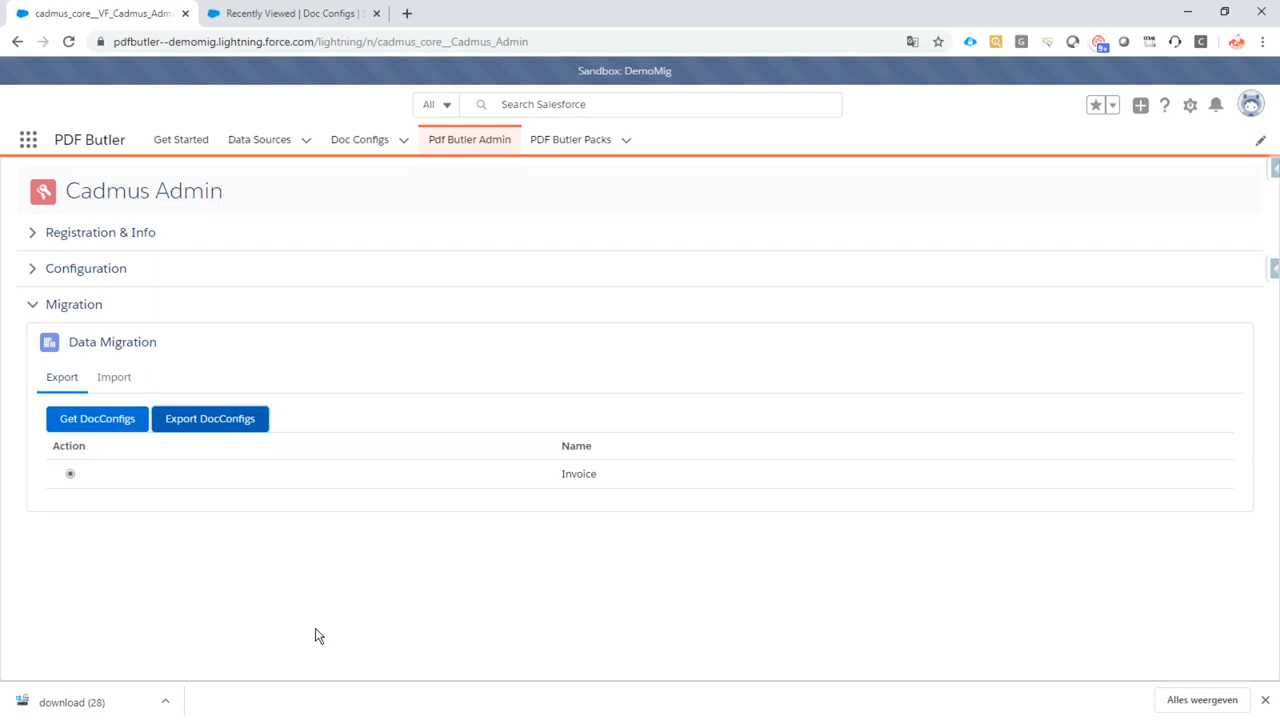 cadmus_core__VF_Cadmus_Adm
Recently Viewed | Doc Configs |
pdfbutler--demomig.lightning.force.com/lightning/n/cadmus_core__Cadmus_Admin
Sandbox: DemoMig
All
Search Salesforce
PDF Butler
Get Started
Data Sources
Doc Configs
Pdf Butler Admin
PDF Butler Packs
Cadmus Admin
Registration & Info
Configuration
Migration
Data Migration
Export
Import
Get DocConfigs
Export DocConfigs
Action
Name
Invoice
download (28)
Alles weergeven